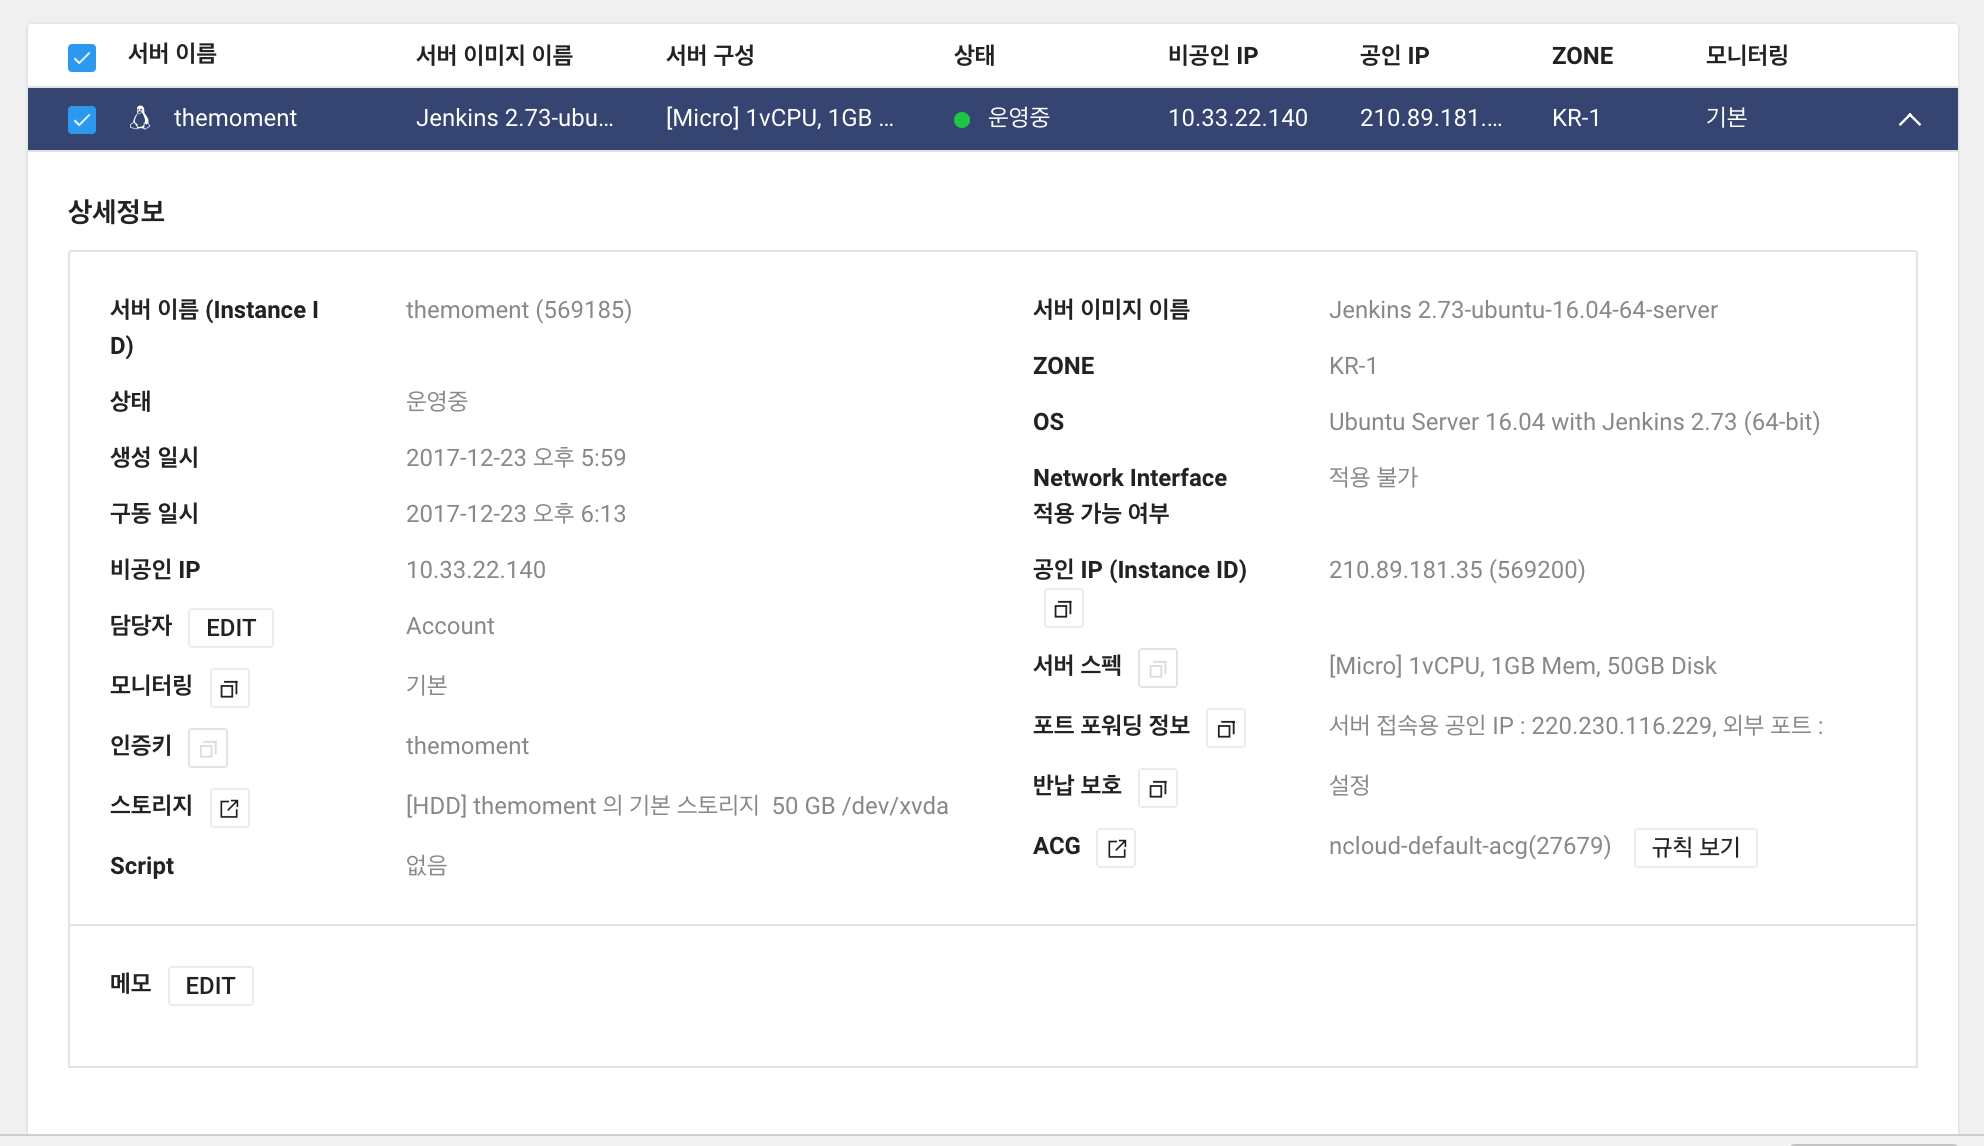 서버 이름 서버 이미지 이름 서버 구성 상태 비공인 IP 공인 IP ZONE 모니터링
themoment Jenkins 2.73-ubu... [Micro] 1vCPU, 1GB ... 운영중 10.33.22.140 210.89.181.... KR-1 기본
상세정보
서버 이름 (Instance I
D)
themoment (569185)
상태 운영중
생성 일시 2017-12-23 오후 5:59
구동 일시 2017-12-23 오후 6:13
비공인 IP 10.33.22.140
담당자 EDIT Account
모니터링 기본
인증키 themoment
스토리지 [HDD] themoment 의 기본 스토리지 50 GB /dev/xvda
Script 없음
서버 이미지 이름 Jenkins 2.73-ubuntu-16.04-64-server
ZONE KR-1
OS Ubuntu Server 16.04 with Jenkins 2.73 (64-bit)
Network Interface
적용 가능 여부
적용 불가
공인 IP (Instance ID) 210.89.181.35 (569200)
서버 스펙 [Micro] 1vCPU, 1GB Mem, 50GB Disk
포트 포워딩 정보 서버 접속용 공인 IP : 220.230.116.229, 외부 포트 :
반납 보호 설정
ACG ncloud-default-acg(27679) 규칙 보기
메모 EDIT